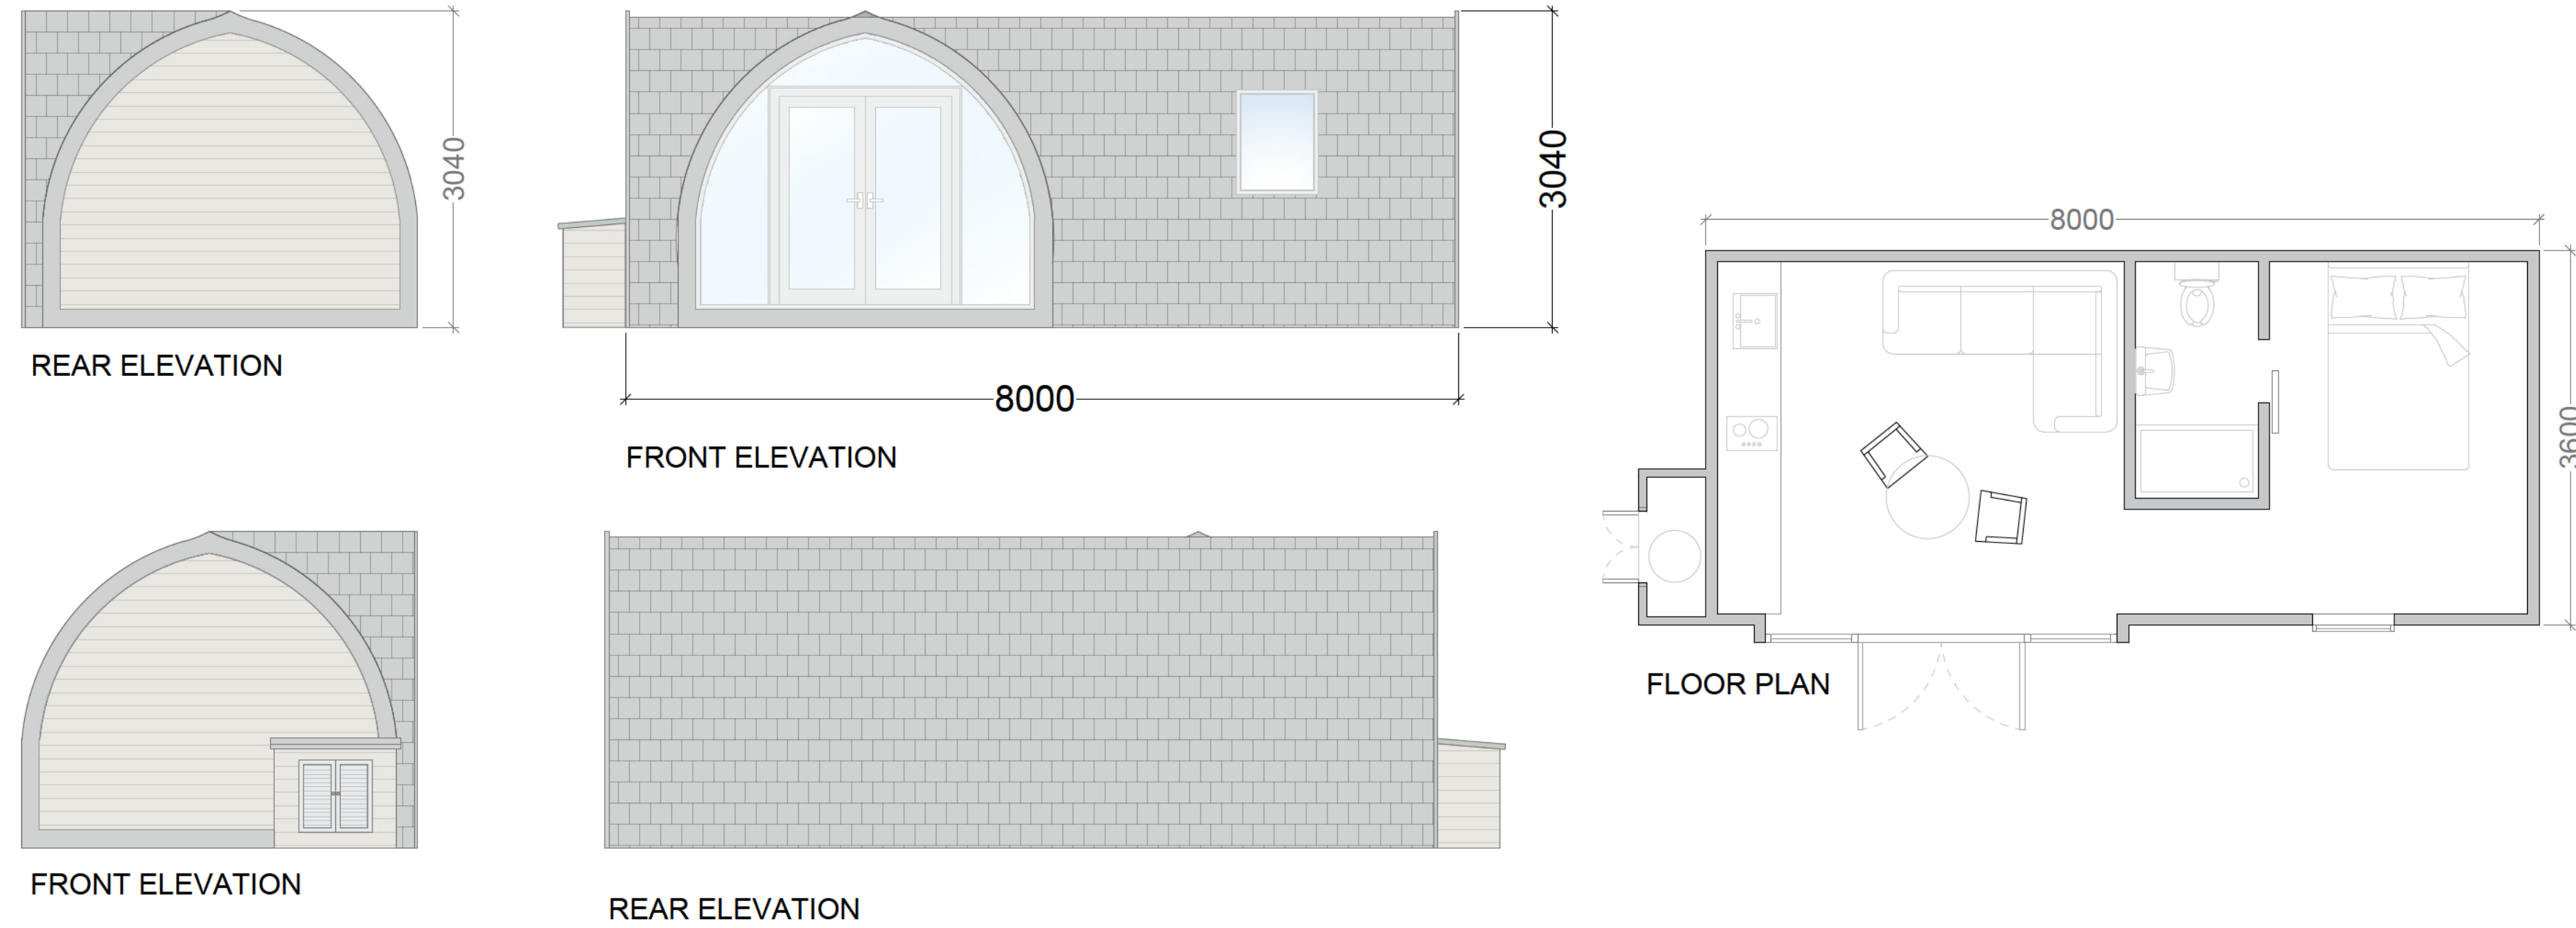 3040
REAR ELEVATION
3040
8000
FRONT ELEVATION
8000
3600
FLOOR PLAN
FRONT ELEVATION
REAR ELEVATION